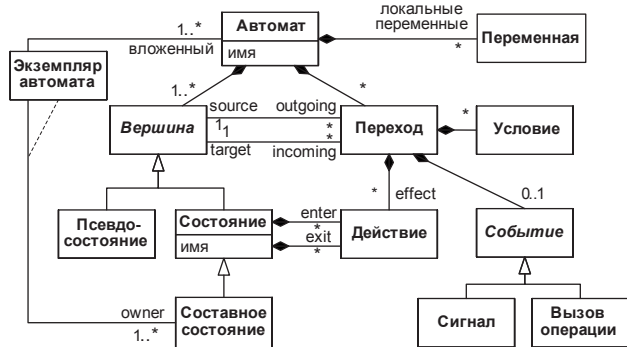 1..*
Автомат
имя
локальные
переменные
*
Переменная
вложенный
Экземпляр
автомата
1..*
*
Вершина
source
outgoing
1
*
1
*
target
incoming
Переход
*
Условие
*
effect
0..1
Псевдо-
состояние
Состояние
имя
enter
*
exit
*
Действие
Событие
owner
1..*
Составное
состояние
Сигнал
Вызов
операции